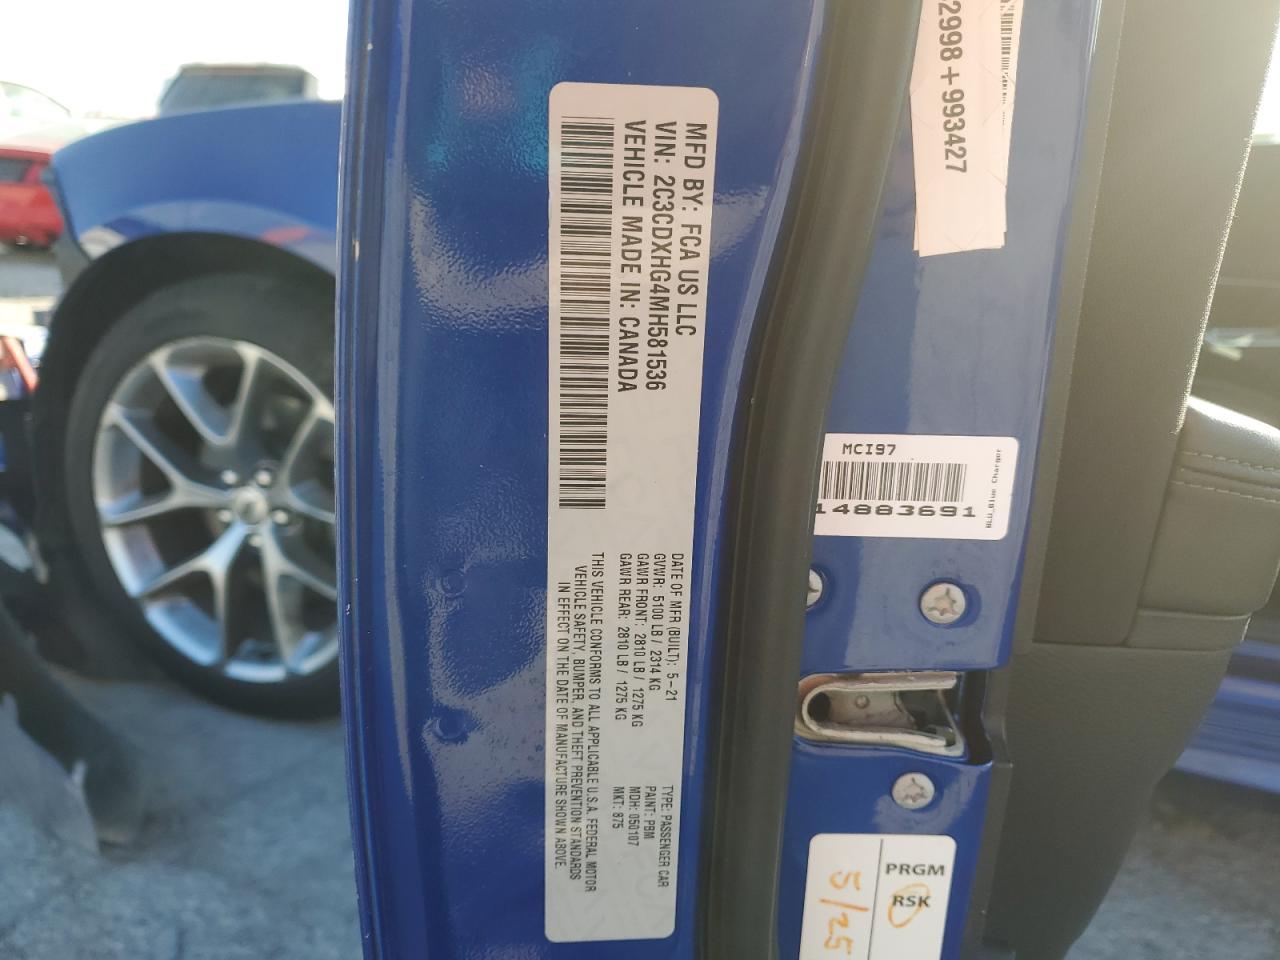 MFD BY: FCA US LLC
VIN: 2C3CDXHG4MH581536
VEHICLE MADE IN: CANADA
DATE OF MFR (BUILT): 5-21
GVWR: 5100 LB / 2314 KG
GAWR FRONT: 2810 LB / 1275 KG
GAWR REAR: 2810 LB / 1275 KG
THIS VEHICLE CONFORMS TO ALL APPLICABLE U.S.A. FEDERAL MOTOR
VEHICLE SAFETY, BUMPER, AND THEFT PREVENTION STANDARDS
IN EFFECT ON THE DATE OF MANUFACTURE SHOWN ABOVE.
TYPE: PASSENGER CAR
PAINT: PBM
MDH: 050107
MKT: 875
2998+993427
MCI97
14883691
BLU_Blue Charger
PRGM
RSK
5/25